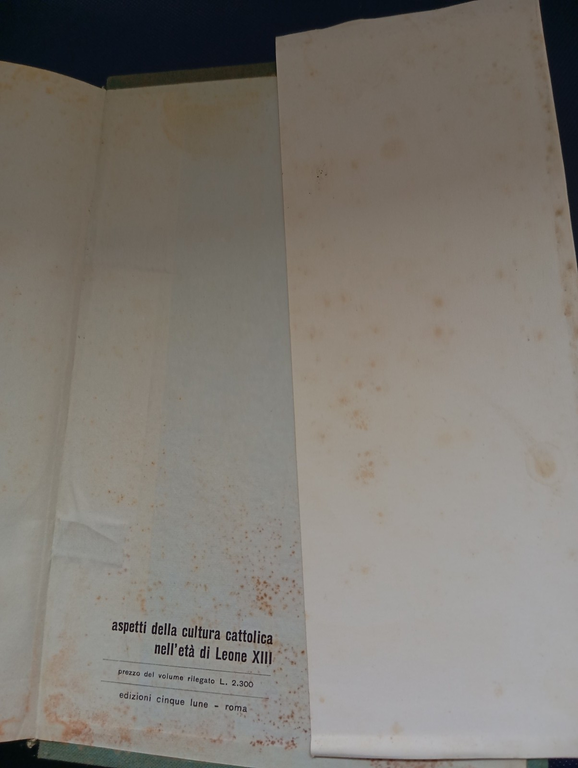 aspetti della cultura cattolica
nell'età di Leone XIII
prezzo del volume rilegato L. 2.300
edizioni cinque lune - roma